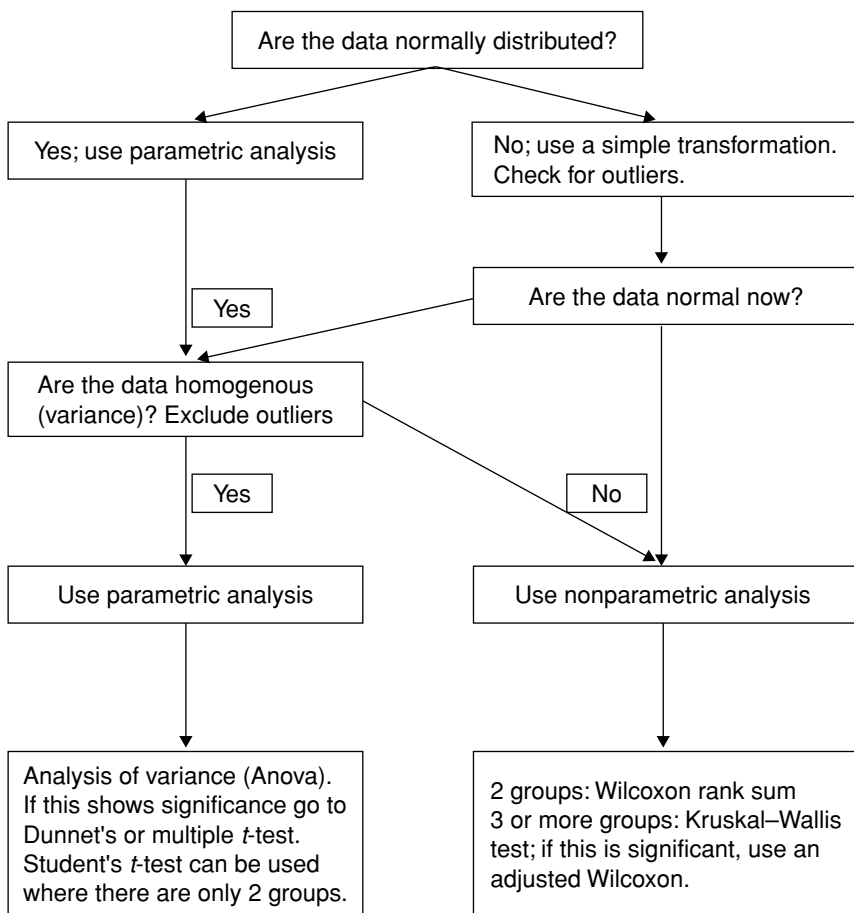 Are the data normally distributed?
Yes; use parametric analysis
No; use a simple transformation.
Check for outliers.
Are the data normal now?
Yes
Are the data homogenous
(variance)? Exclude outliers
Yes
No
Use parametric analysis
Use nonparametric analysis
Analysis of variance (Anova).
If this shows significance go to
Dunnet's or multiple t-test.
Student's t-test can be used
where there are only 2 groups.
2 groups: Wilcoxon rank sum
3 or more groups: Kruskal–Wallis
test; if this is significant, use an
adjusted Wilcoxon.